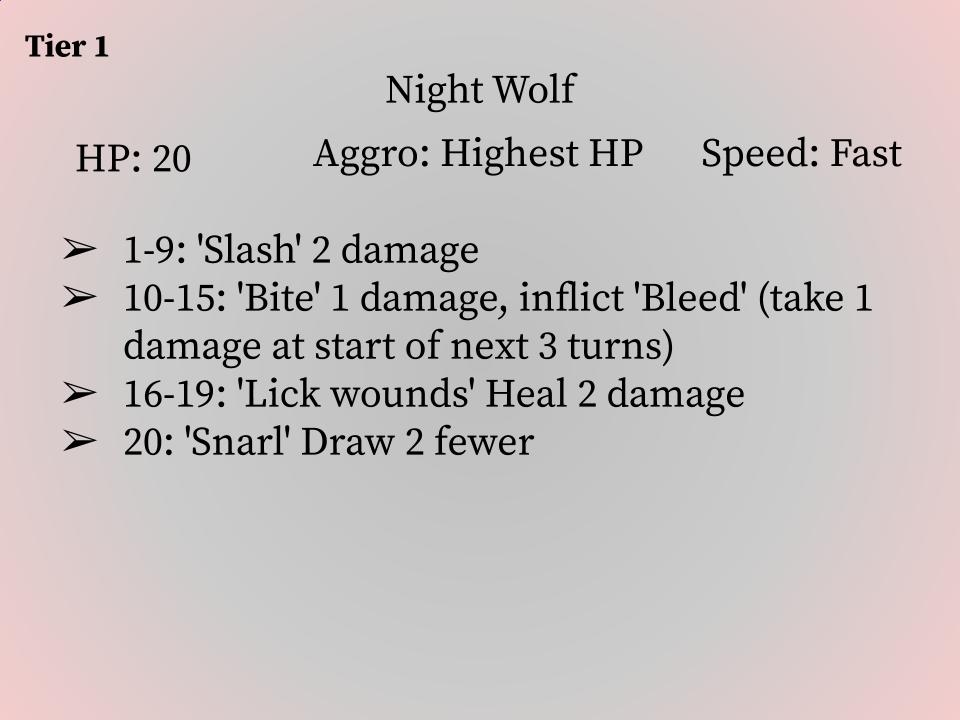 Tier 1
Night Wolf
HP: 20
Aggro: Highest HP
Speed: Fast
➢ 1-9: 'Slash' 2 damage
➢ 10-15: 'Bite' 1 damage, inflict 'Bleed' (take 1
damage at start of next 3 turns)
➢ 16-19: 'Lick wounds' Heal 2 damage
➢ 20: 'Snarl' Draw 2 fewer